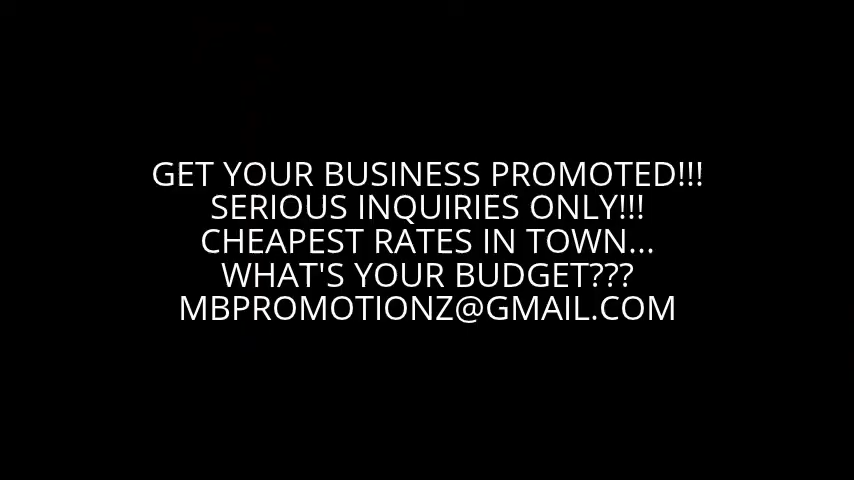 GET YOUR BUSINESS PROMOTED!!!
SERIOUS INQUIRIES ONLY!!!
CHEAPEST RATES IN TOWN...
WHAT'S YOUR BUDGET???
MBPROMOTIONZ@GMAIL.COM